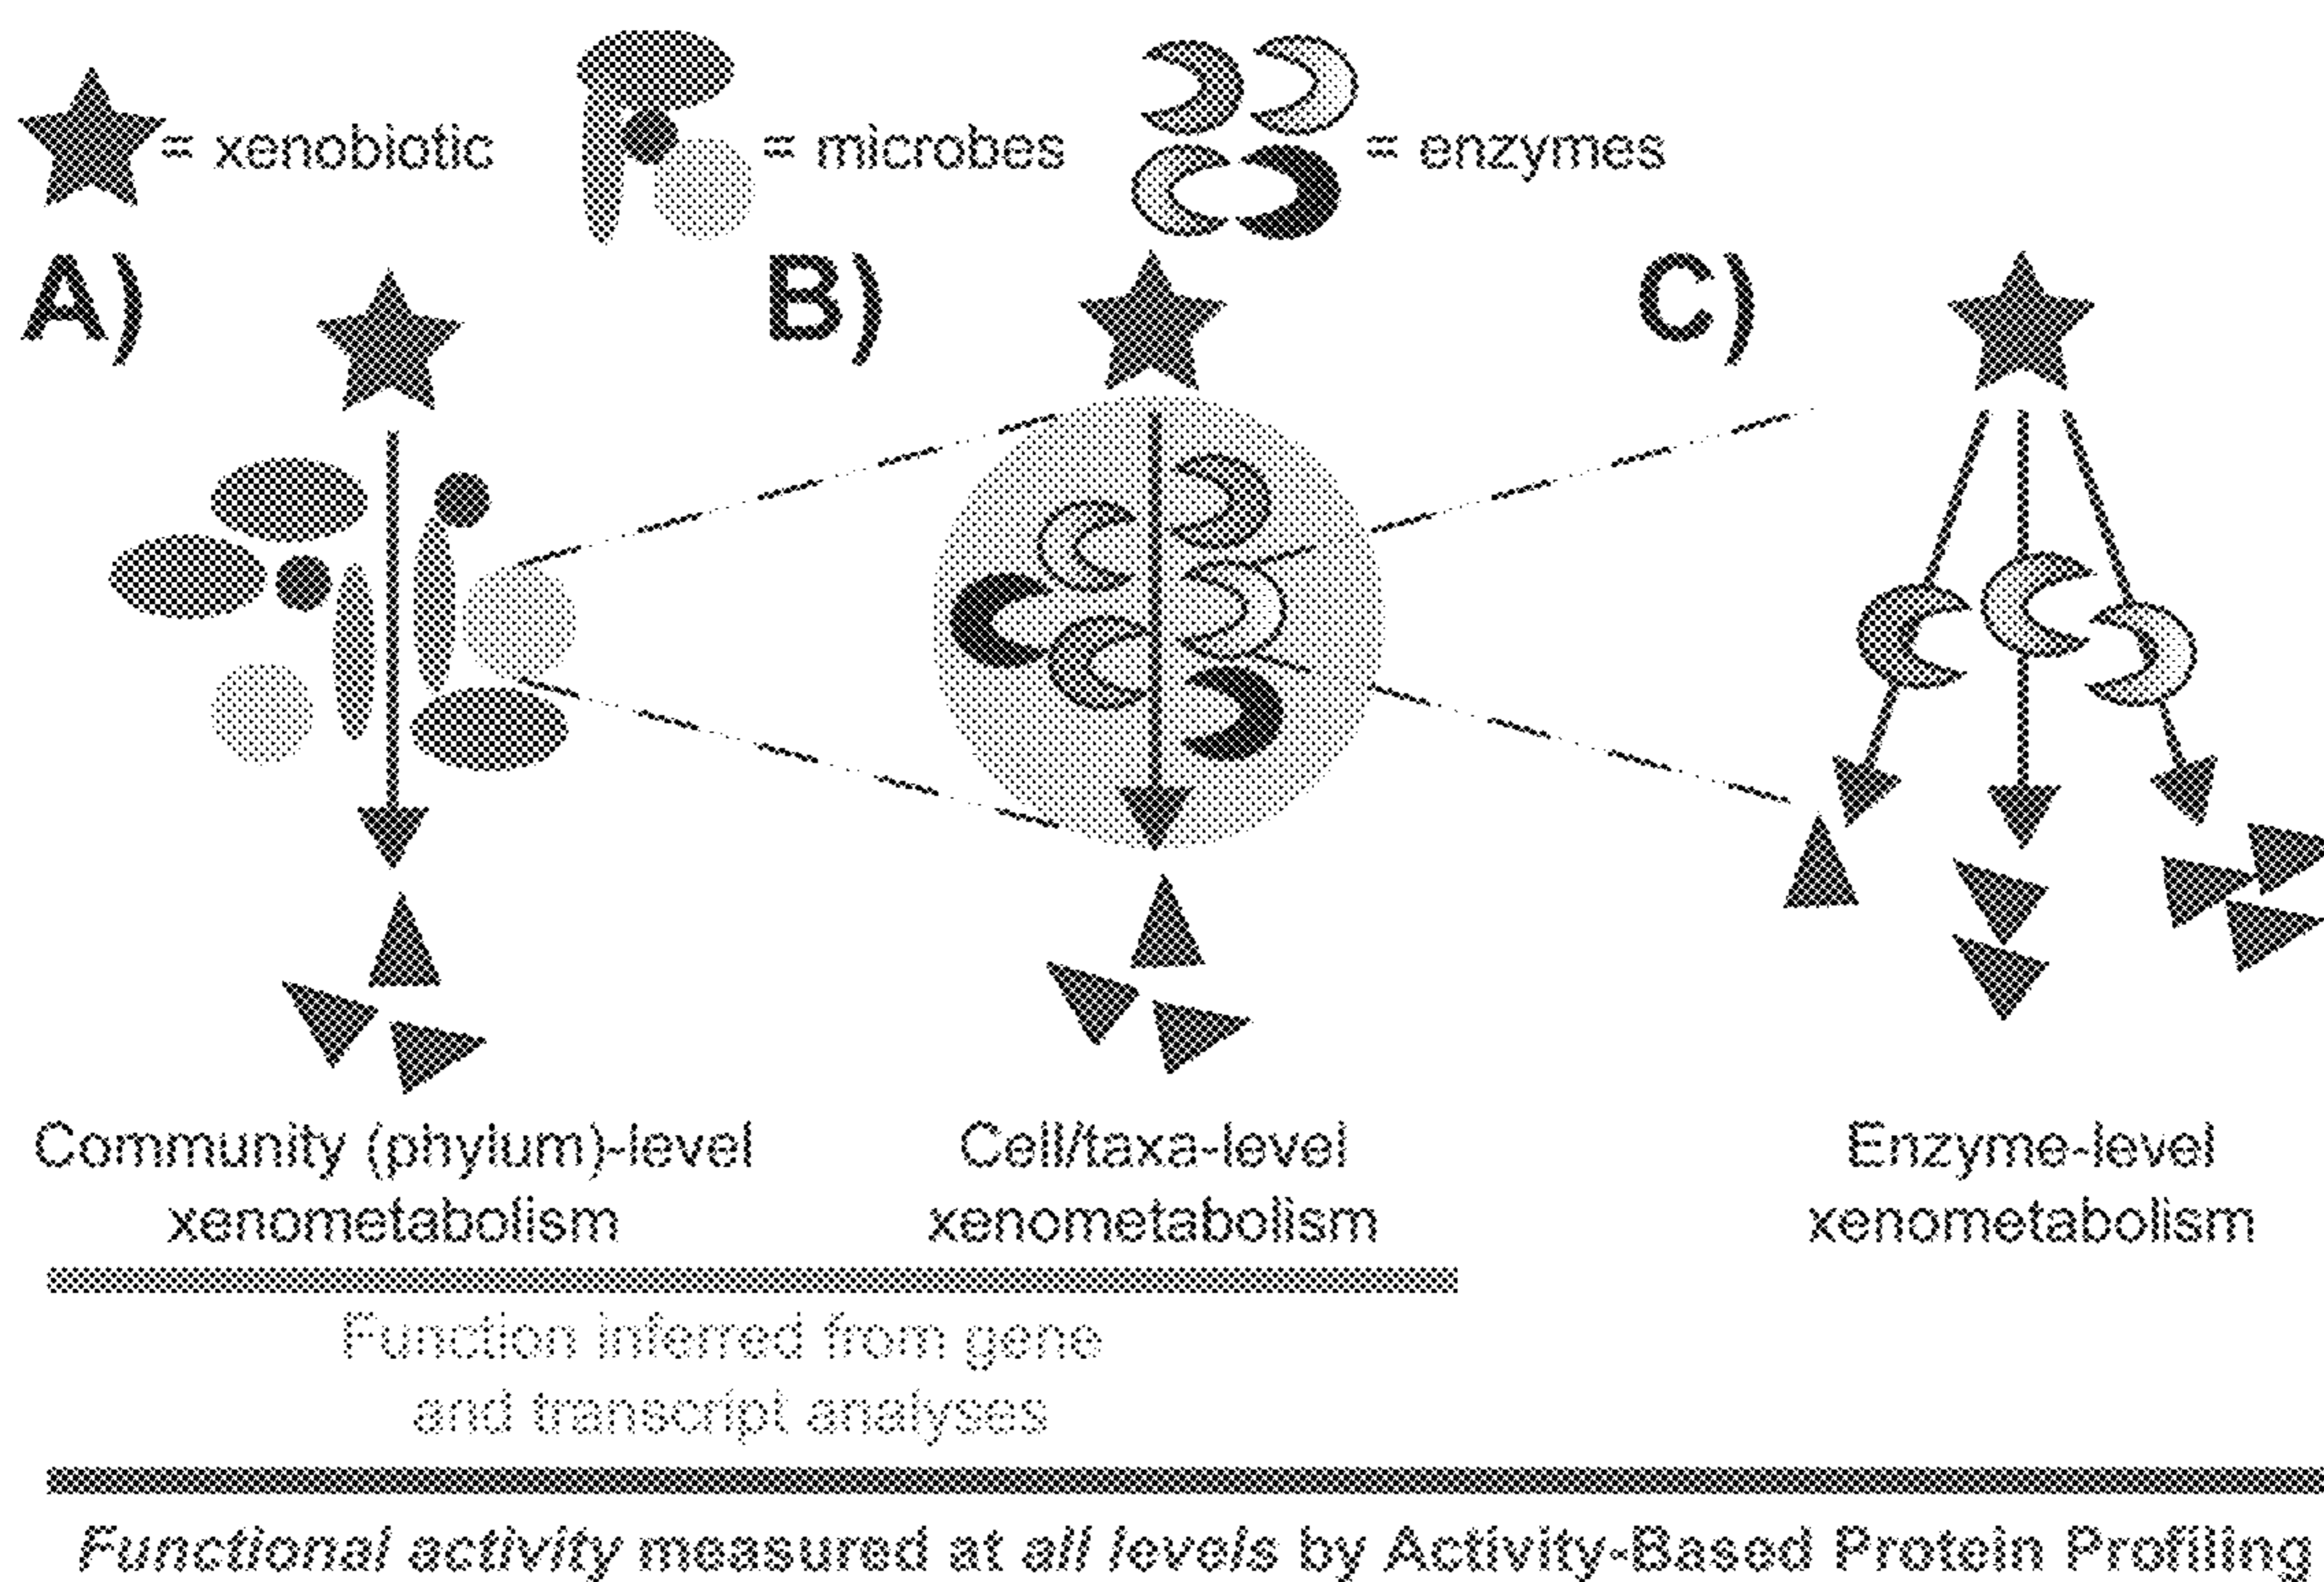 = xenobiotic = microbes = enzymes
A) B) C)
Community (phylum)-level Cell/taxa-level Enzyme-level
xenometabolism xenometabolism xenometabolism
Function inferred from gene
and transcript analyses
Functional activity measured at all levels by Activity-Based Protein Profiling